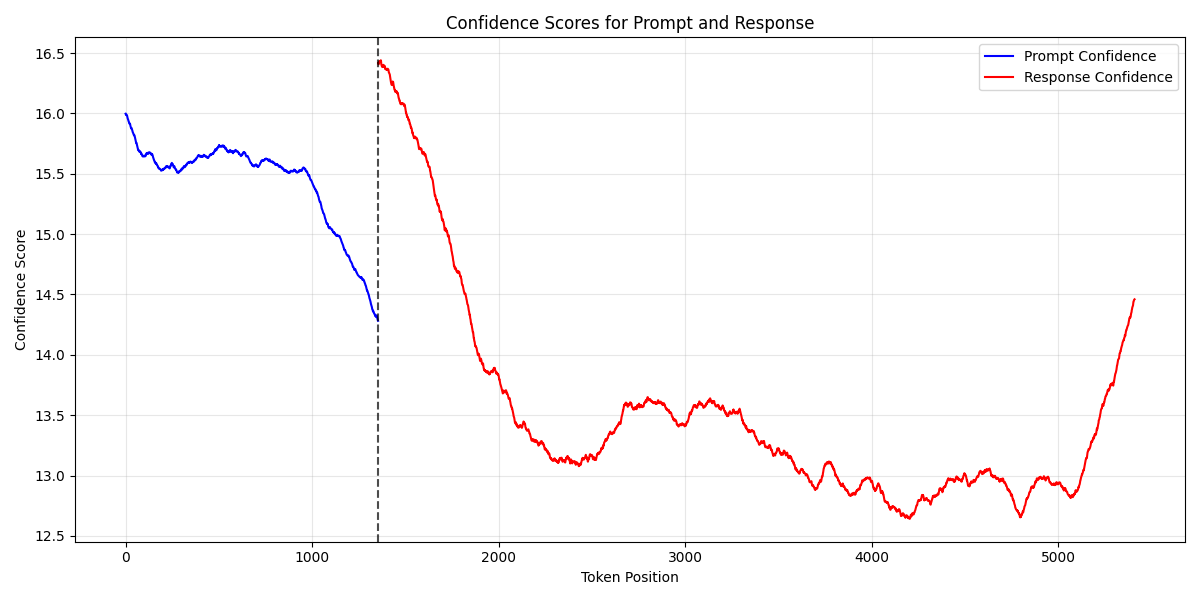 Confidence Scores for Prompt and Response
Prompt Confidence
Response Confidence
Confidence Score
16.5
16.0
15.5
15.0
14.5
14.0
13.5
13.0
12.5
0 1000 2000 3000 4000 5000
Token Position